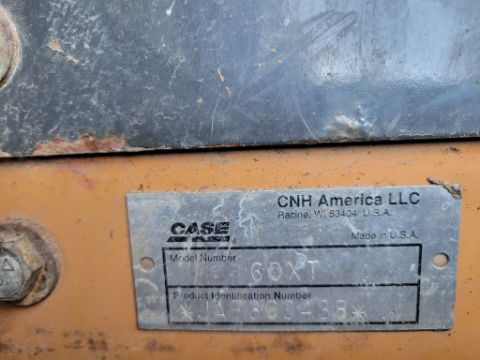 CNH America LLC
Racine, WI 53404 U.S.A.
CASE
Made in U.S.A.
Model Number
60XT
Product Identification Number